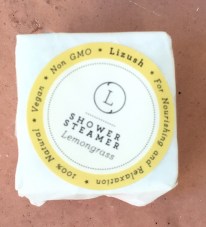 100% Natural • Vegan • Non GMO • Lizush • For Nourishing and Relaxation •
L
SHOWER
STEAMER
Lemongrass